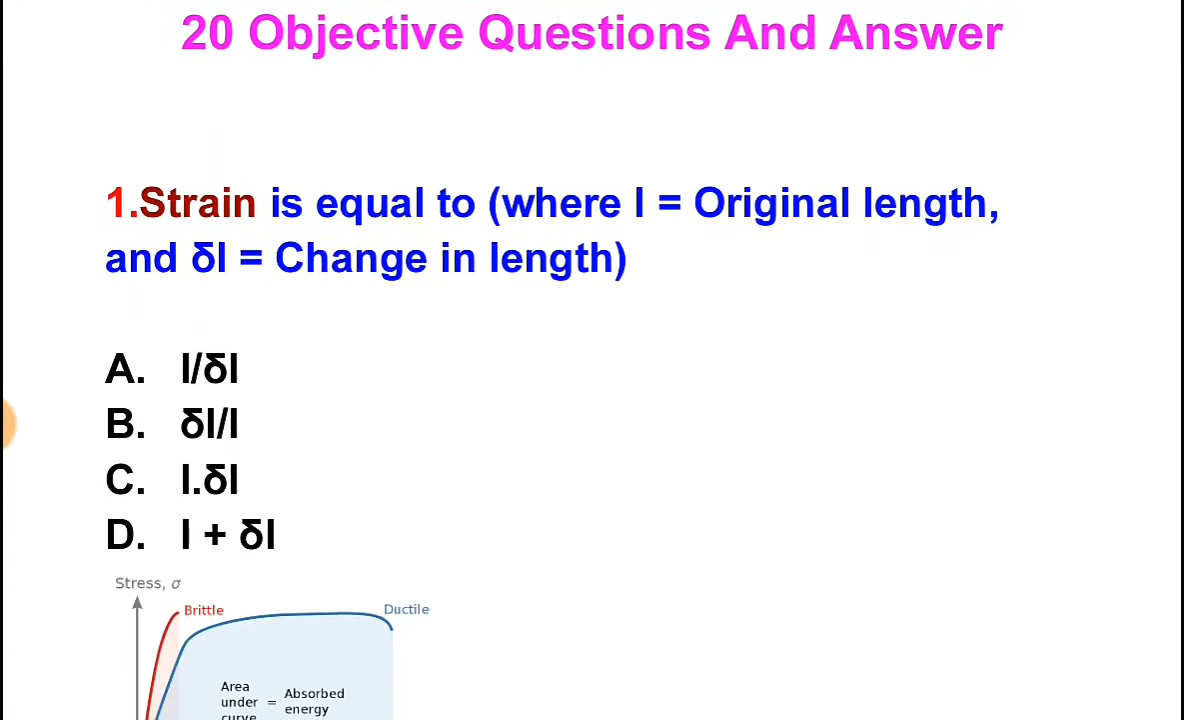 20 Objective Questions And Answer
1.Strain is equal to (where l = Original length,
and δl = Change in length)
A. l/δl
B. δl/l
C. l.δl
D. l + δl
Stress, σ
Brittle
Ductile
Area
under = Absorbed
curve energy